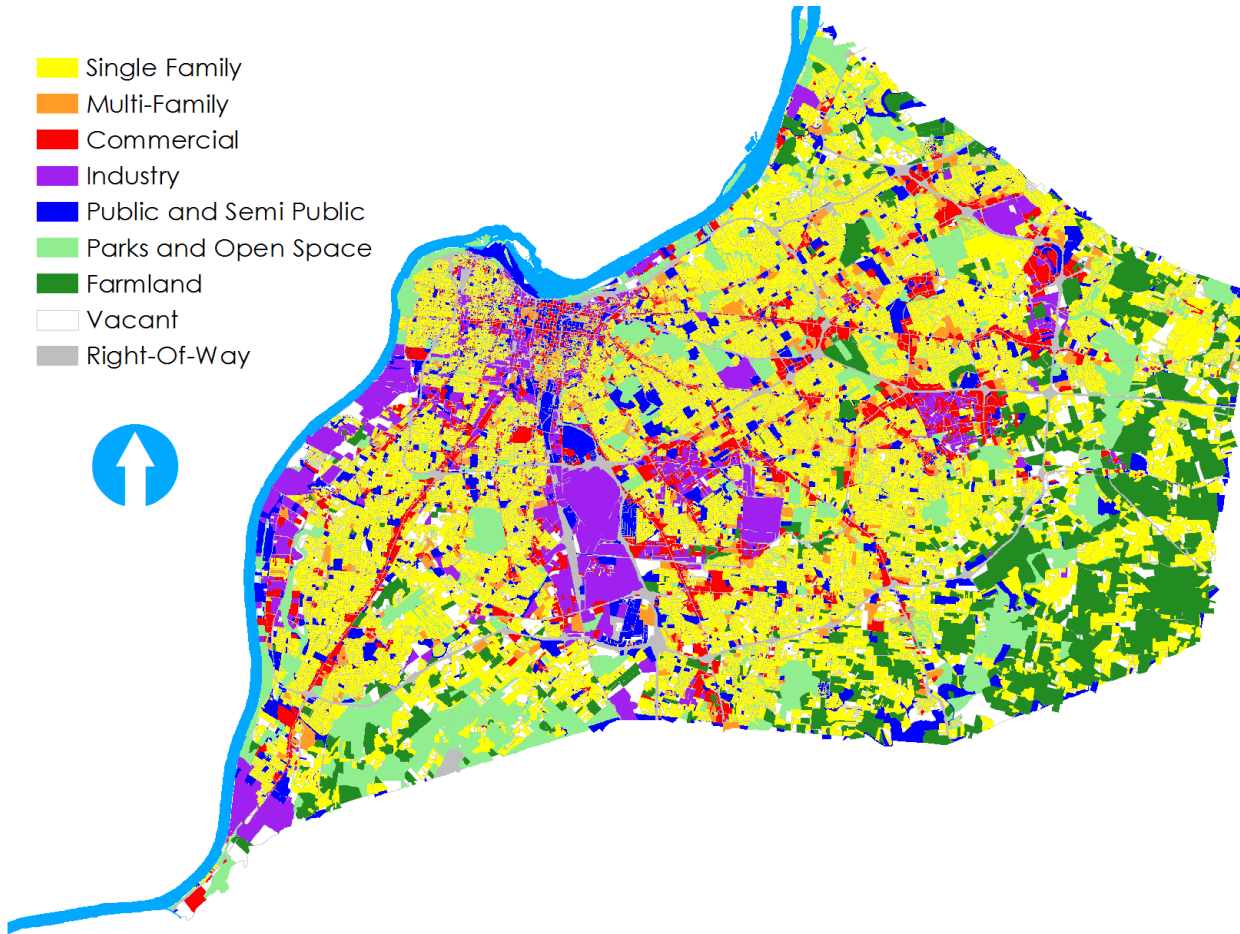 Single Family
Multi-Family
Commercial
Industry
Public and Semi Public
Parks and Open Space
Farmland
Vacant
Right-Of-Way